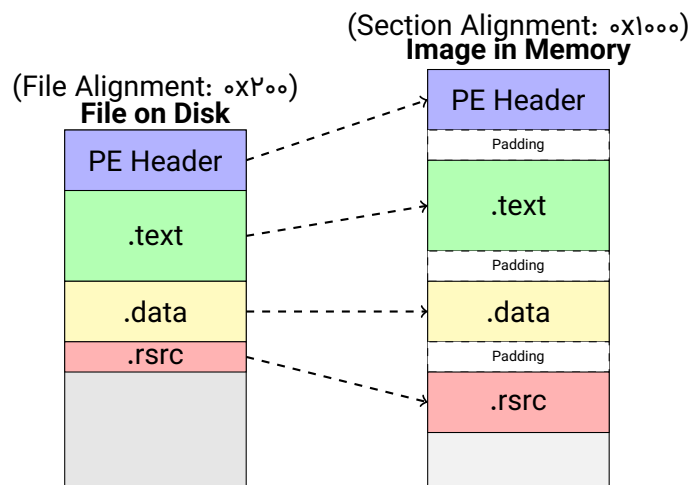 (File Alignment: ۰x۲۰۰)
File on Disk
PE Header
.text
.data
.rsrc
(Section Alignment: ۰x۱۰۰۰)
Image in Memory
PE Header
Padding
.text
Padding
.data
Padding
.rsrc